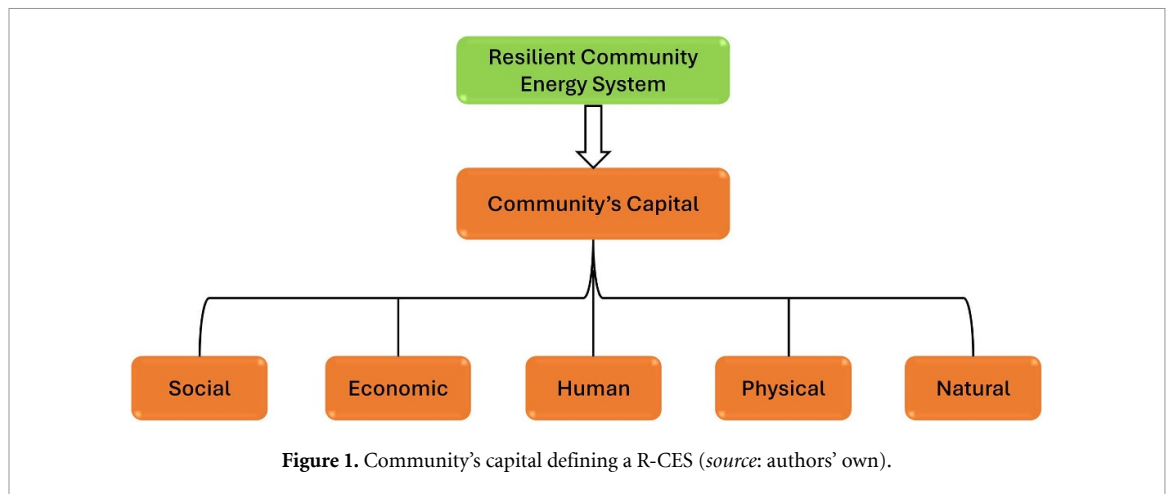 Resilient Community
Energy System
Community's Capital
Social
Economic
Human
Physical
Natural
Figure 1. Community's capital defining a R-CES (source: authors' own).